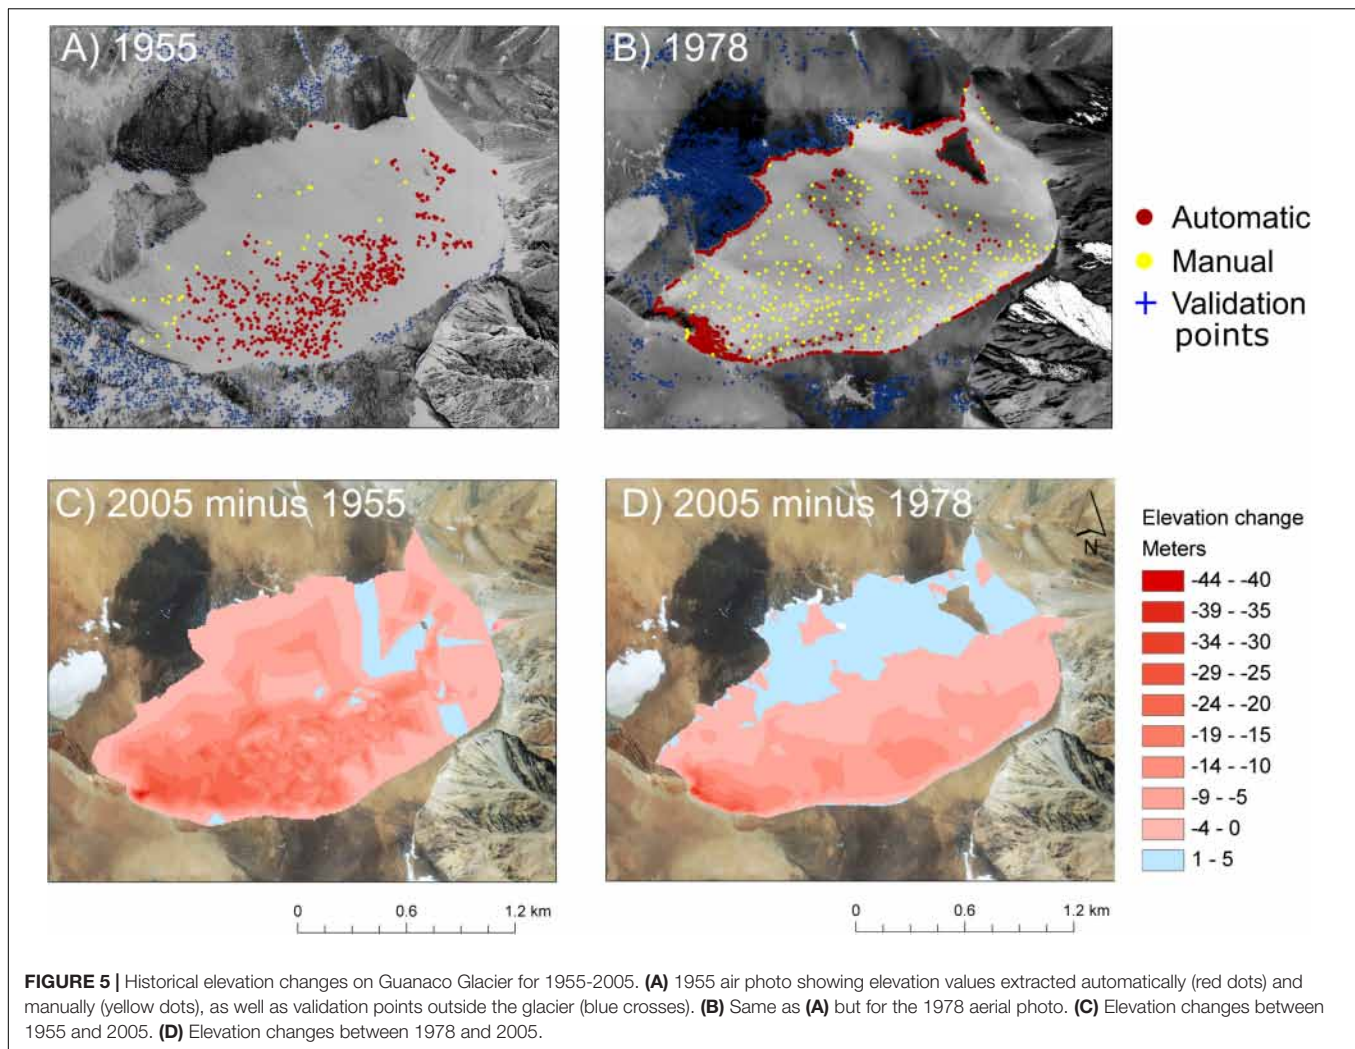 A) 1955
B) 1978
Automatic
Manual
Validation
points
C) 2005 minus 1955
D) 2005 minus 1978
N
Elevation change
Meters
-44 - -40
-39 - -35
-34 - -30
-29 - -25
-24 - -20
-19 - -15
-14 - -10
-9 - -5
-4 - 0
1 - 5
0 0.6 1.2 km
0 0.6 1.2 km
FIGURE 5 | Historical elevation changes on Guanaco Glacier for 1955-2005. (A) 1955 air photo showing elevation values extracted automatically (red dots) and
manually (yellow dots), as well as validation points outside the glacier (blue crosses). (B) Same as (A) but for the 1978 aerial photo. (C) Elevation changes between
1955 and 2005. (D) Elevation changes between 1978 and 2005.